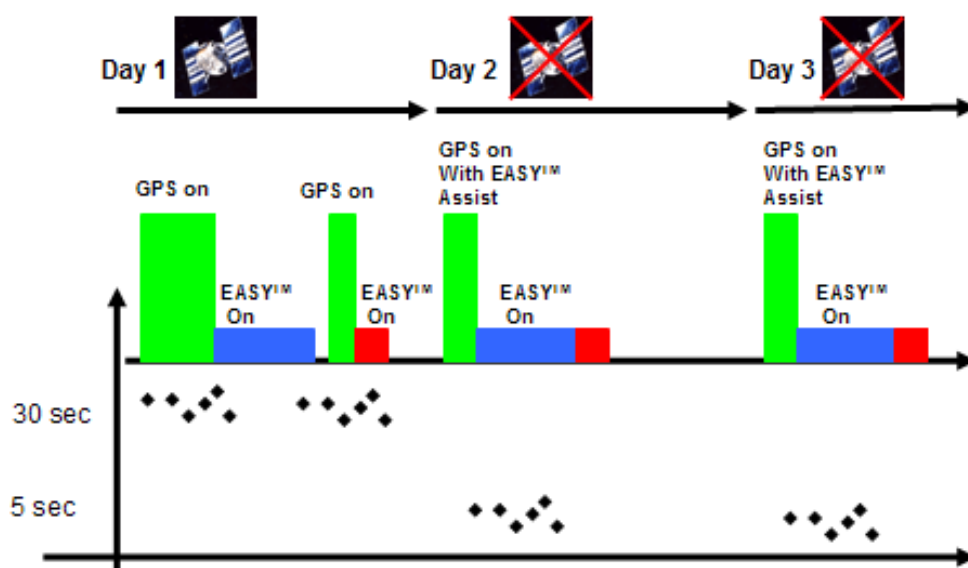 Day 1
Day 2
Day 3
GPS on
GPS on
GPS on
With EASY™
Assist
GPS on
With EASY™
Assist
EASY™
On
EASY™
On
EASY™
On
EASY™
On
30 sec
5 sec